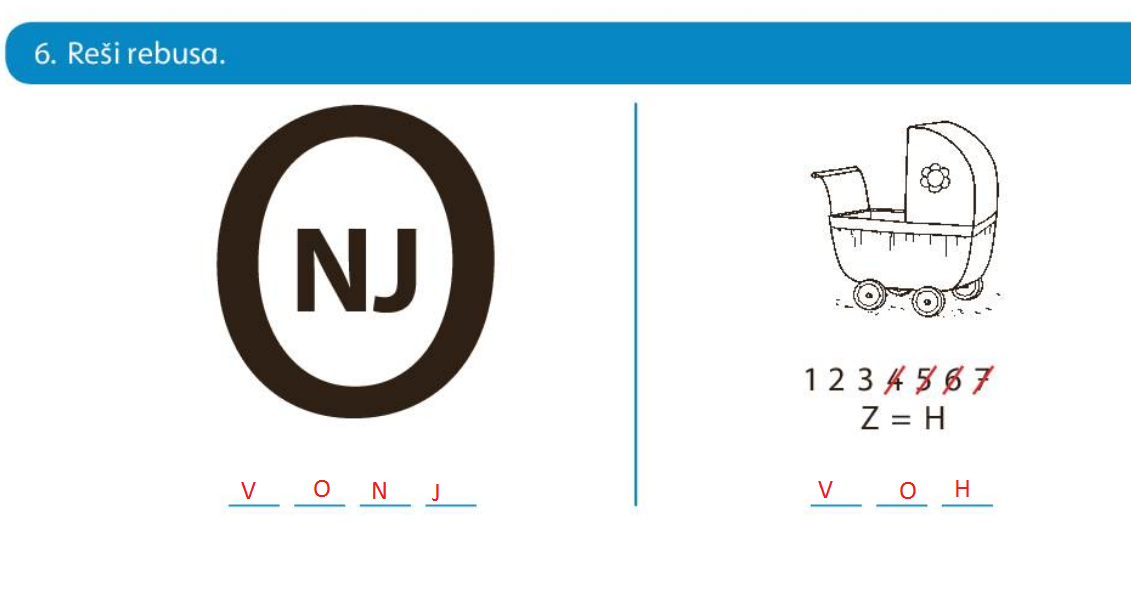 6. Reši rebusa.
NJ
1 2 3 4 5 6 7
Z = H
V O N J
V O H